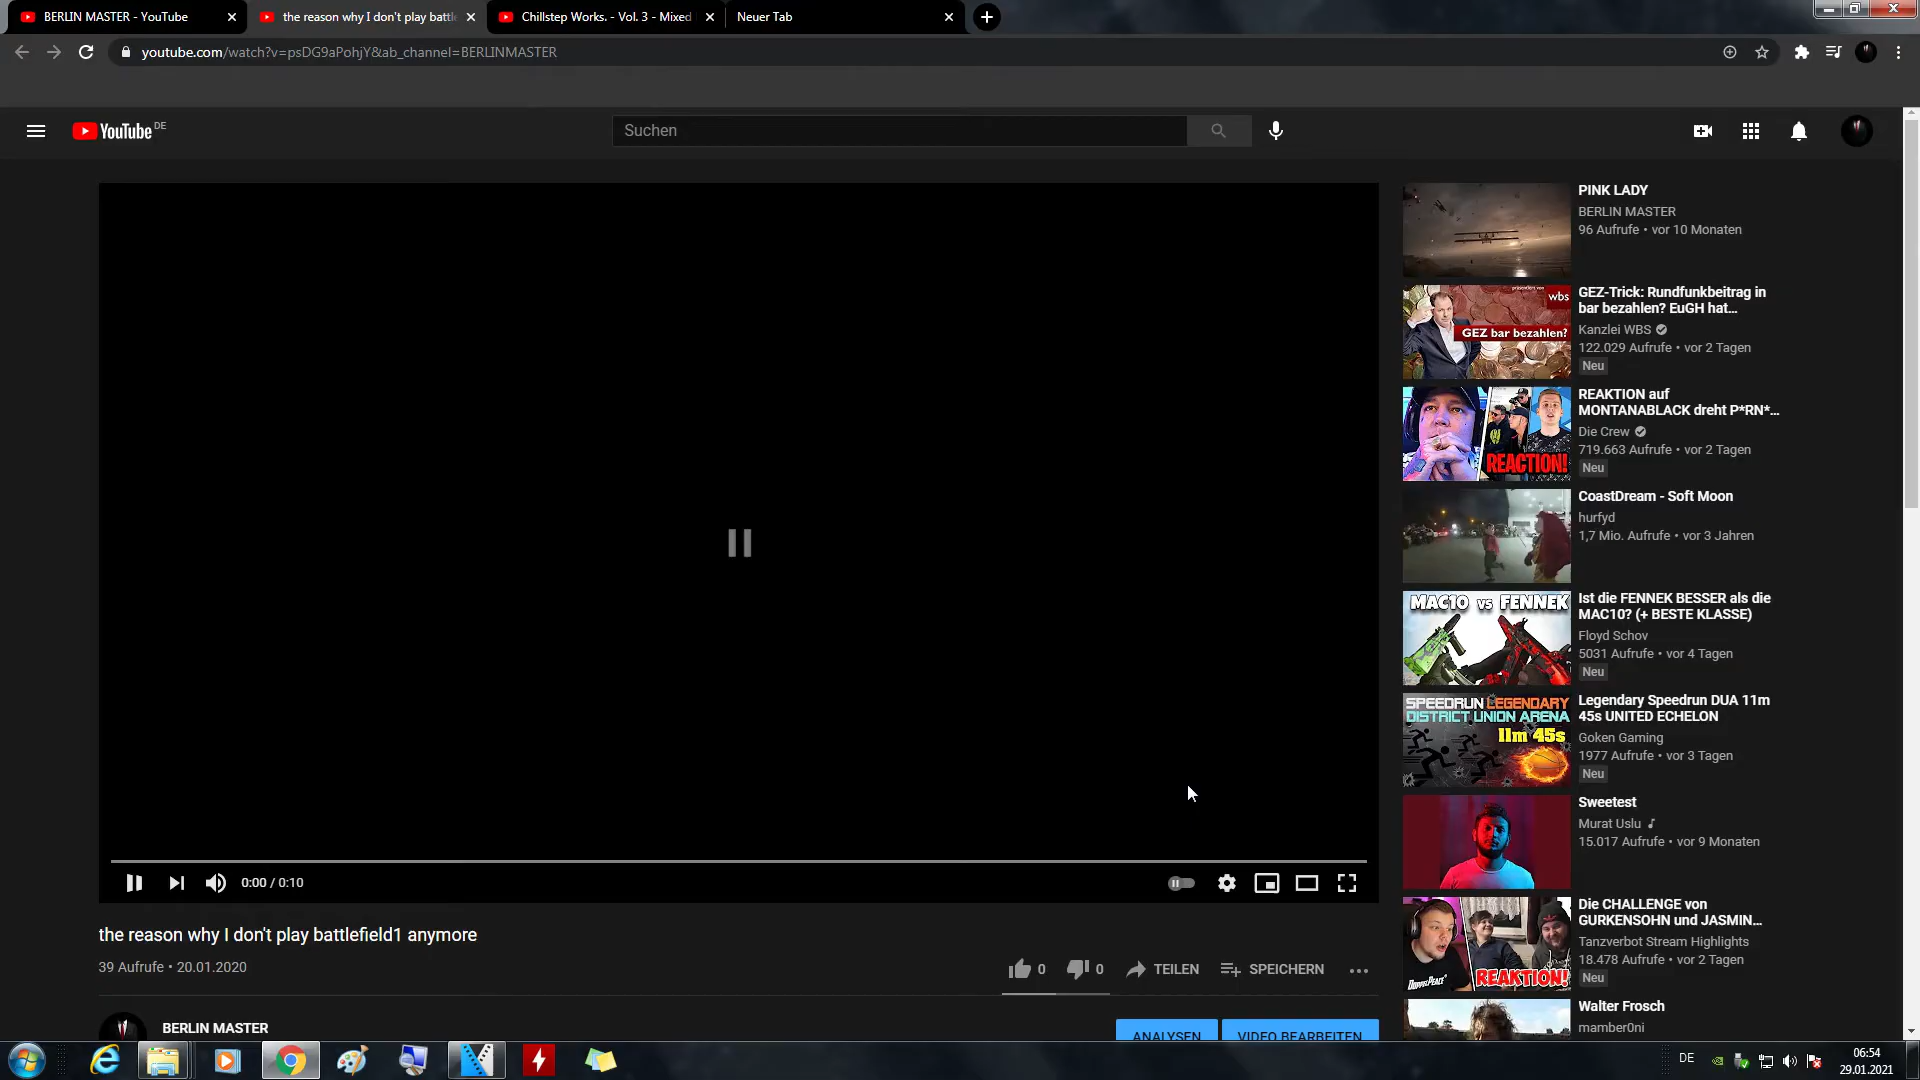 BERLIN MASTER - YouTube
the reason why I don't play battl
Chillstep Works. - Vol. 3 - Mixed
Neuer Tab
youtube.com/watch?v=psDG9aPohjY&ab_channel=BERLINMASTER
YouTube DE
Suchen
PINK LADY
BERLIN MASTER
96 Aufrufe • vor 10 Monaten
präsentiert von
wbs
GEZ bar bezahlen?
GEZ-Trick: Rundfunkbeitrag in
bar bezahlen? EuGH hat...
Kanzlei WBS
122.029 Aufrufe • vor 2 Tagen
Neu
REACTION!
REAKTION auf
MONTANABLACK dreht P*RN*...
Die Crew
719.663 Aufrufe • vor 2 Tagen
Neu
CoastDream - Soft Moon
hurfyd
1,7 Mio. Aufrufe • vor 3 Jahren
MAC10 VS FENNEK
Ist die FENNEK BESSER als die
MAC10? (+ BESTE KLASSE)
Floyd Schov
5031 Aufrufe • vor 4 Tagen
Neu
SPEEDRUN LEGENDARY
DISTRICT UNION ARENA
11m 45s
Legendary Speedrun DUA 11m
45s UNITED ECHELON
Goken Gaming
1977 Aufrufe • vor 3 Tagen
Neu
Sweetest
Murat Uslu
15.017 Aufrufe • vor 9 Monaten
DOPPELPEACE
REAKTION!
Die CHALLENGE von
GURKENSOHN und JASMIN...
Tanzverbot Stream Highlights
18.478 Aufrufe • vor 2 Tagen
Neu
Walter Frosch
mamber0ni
0:00 / 0:10
the reason why I don't play battlefield1 anymore
39 Aufrufe • 20.01.2020
0
0
TEILEN
SPEICHERN
BERLIN MASTER
ANALYSEN
VIDEO BEARBEITEN
DE
06:54
29.01.2021